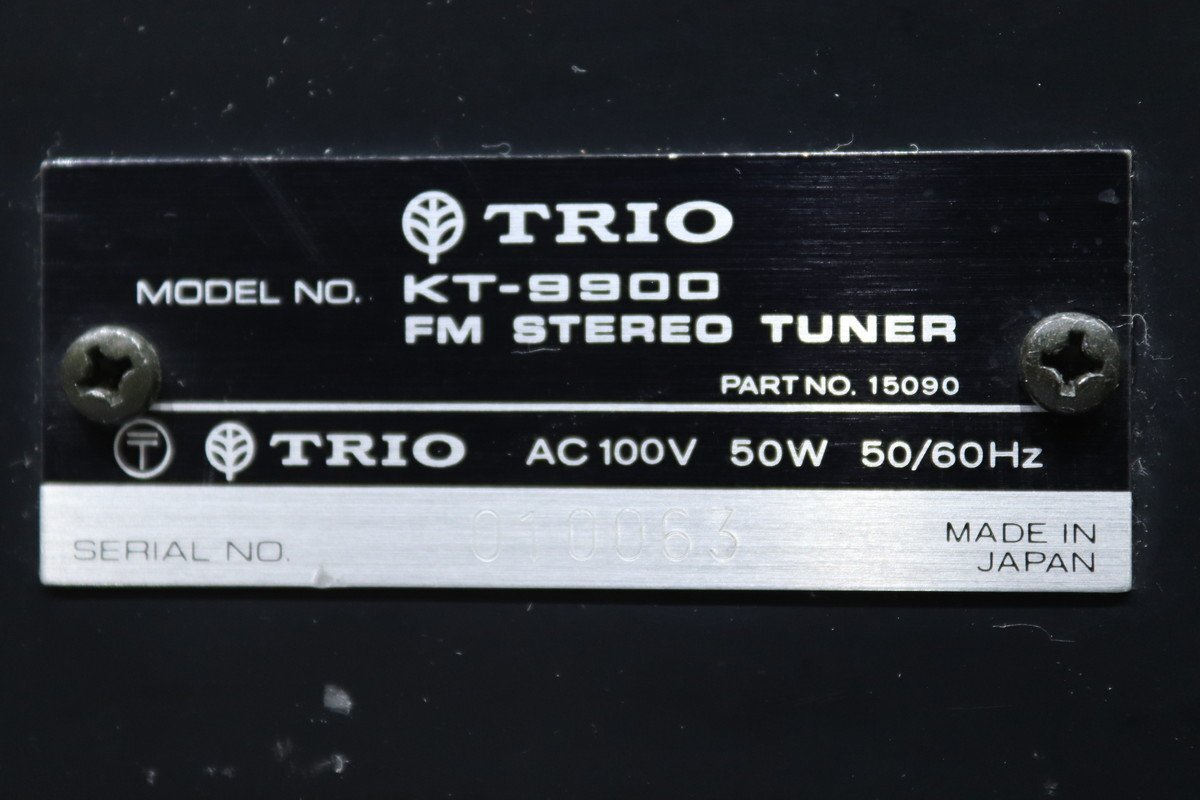 TRIO
MODEL NO. KT-9900
FM STEREO TUNER
PART NO. 15090
〒 TRIO AC 100V 50W 50/60Hz
SERIAL NO. 010063 MADE IN
JAPAN